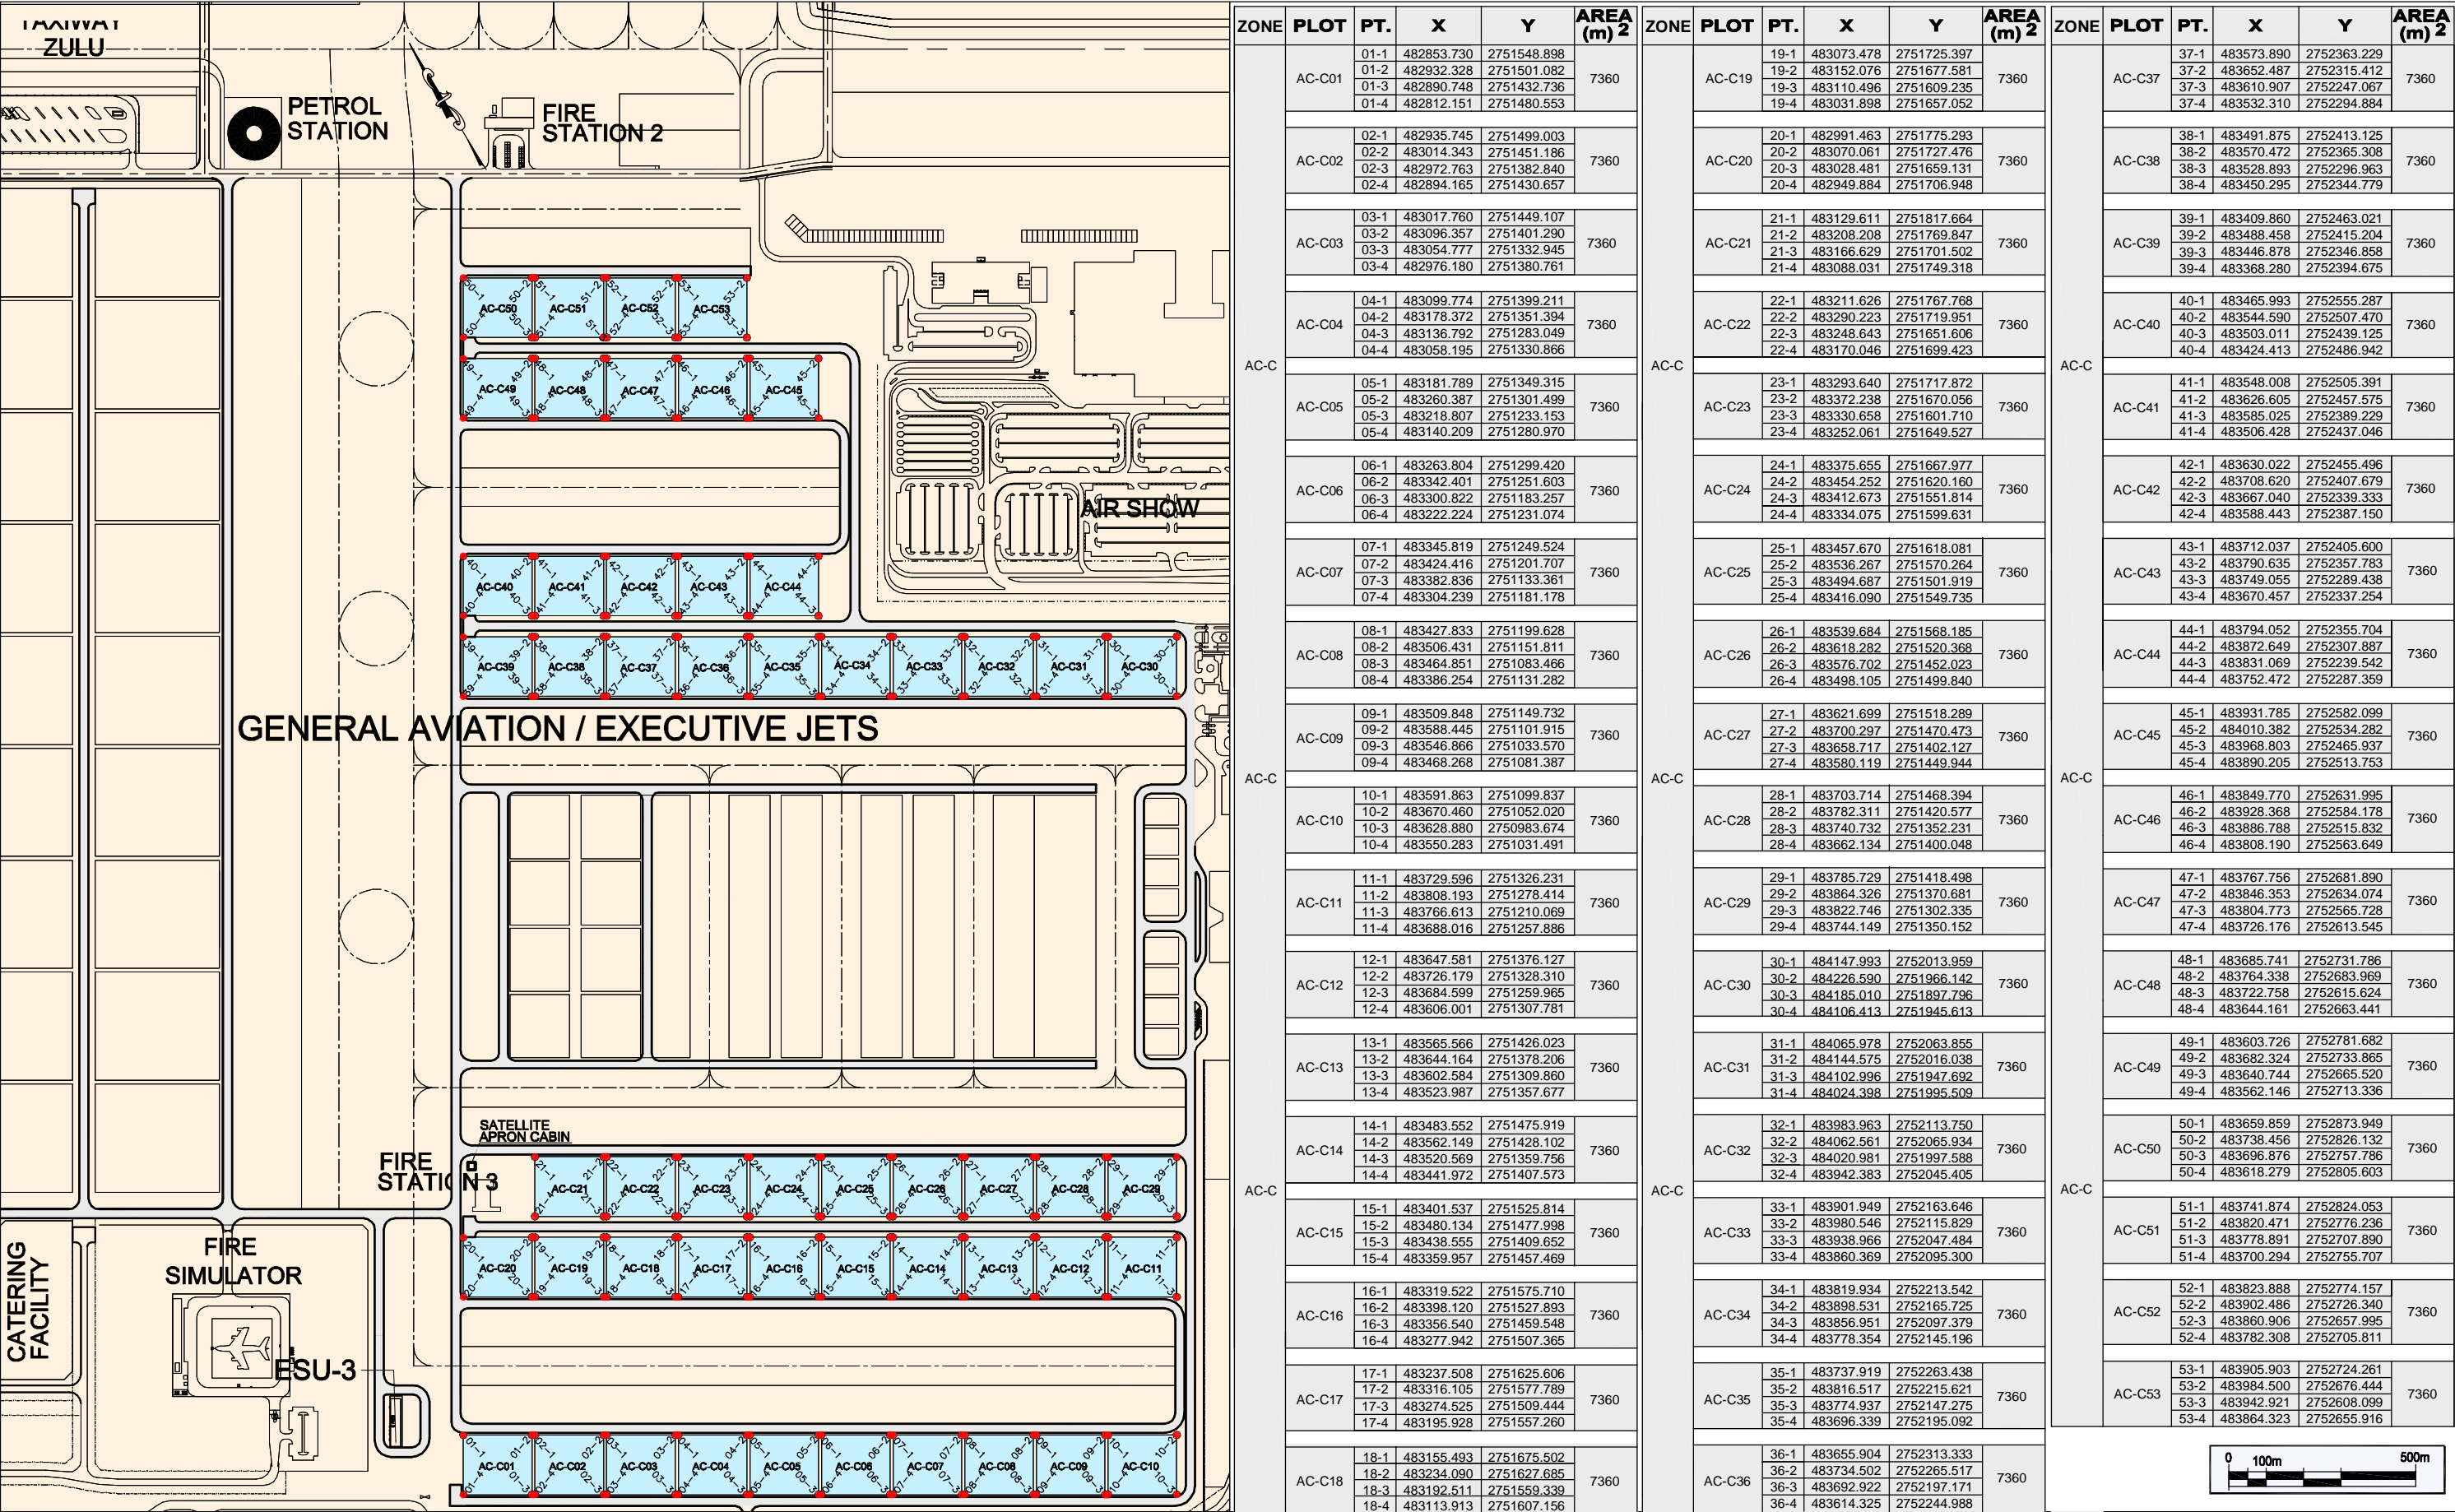 TAXIWAY
ZULU
PETROL
STATION
FIRE
STATION 2
AC-C50 AC-C51 AC-C52 AC-C53
AC-C49 AC-C48 AC-C47 AC-C46 AC-C45
AIR SHOW
AC-C40 AC-C41 AC-C42 AC-C43 AC-C44
AC-C39 AC-C38 AC-C37 AC-C36 AC-C35 AC-C34 AC-C33 AC-C32 AC-C31 AC-C30
GENERAL AVIATION / EXECUTIVE JETS
SATELLITE
APRON CABIN
FIRE
STATION 3
AC-C21 AC-C22 AC-C23 AC-C24 AC-C25 AC-C26 AC-C27 AC-C28 AC-C29
AC-C20 AC-C19 AC-C18 AC-C17 AC-C16 AC-C15 AC-C14 AC-C13 AC-C12 AC-C11
CATERING
FACILITY
FIRE
SIMULATOR
ESU-3
AC-C01 AC-C02 AC-C03 AC-C04 AC-C05 AC-C06 AC-C07 AC-C08 AC-C09 AC-C10
ZONE PLOT PT. X Y AREA (m) 2
AC-C
AC-C
AC-C
AC-C01 7360
01-1 482853.730 2751548.898
01-2 482932.328 2751501.082
01-3 482890.748 2751432.736
01-4 482812.151 2751480.553
AC-C02 7360
02-1 482935.745 2751499.003
02-2 483014.343 2751451.186
02-3 482972.763 2751382.840
02-4 482894.165 2751430.657
AC-C03 7360
03-1 483017.760 2751449.107
03-2 483096.357 2751401.290
03-3 483054.777 2751332.945
03-4 482976.180 2751380.761
AC-C04 7360
04-1 483099.774 2751399.211
04-2 483178.372 2751351.394
04-3 483136.792 2751283.049
04-4 483058.195 2751330.866
AC-C05 7360
05-1 483181.789 2751349.315
05-2 483260.387 2751301.499
05-3 483218.807 2751233.153
05-4 483140.209 2751280.970
AC-C06 7360
06-1 483263.804 2751299.420
06-2 483342.401 2751251.603
06-3 483300.822 2751183.257
06-4 483222.224 2751231.074
AC-C07 7360
07-1 483345.819 2751249.524
07-2 483424.416 2751201.707
07-3 483382.836 2751133.361
07-4 483304.239 2751181.178
AC-C08 7360
08-1 483427.833 2751199.628
08-2 483506.431 2751151.811
08-3 483464.851 2751083.466
08-4 483386.254 2751131.282
AC-C09 7360
09-1 483509.848 2751149.732
09-2 483588.445 2751101.915
09-3 483546.866 2751033.570
09-4 483468.268 2751081.387
AC-C10 7360
10-1 483591.863 2751099.837
10-2 483670.460 2751052.020
10-3 483628.880 2750983.674
10-4 483550.283 2751031.491
AC-C11 7360
11-1 483729.596 2751326.231
11-2 483808.193 2751278.414
11-3 483766.613 2751210.069
11-4 483688.016 2751257.886
AC-C12 7360
12-1 483647.581 2751376.127
12-2 483726.179 2751328.310
12-3 483684.599 2751259.965
12-4 483606.001 2751307.781
AC-C13 7360
13-1 483565.566 2751426.023
13-2 483644.164 2751378.206
13-3 483602.584 2751309.860
13-4 483523.987 2751357.677
AC-C14 7360
14-1 483483.552 2751475.919
14-2 483562.149 2751428.102
14-3 483520.569 2751359.756
14-4 483441.972 2751407.573
AC-C15 7360
15-1 483401.537 2751525.814
15-2 483480.134 2751477.998
15-3 483438.555 2751409.652
15-4 483359.957 2751457.469
AC-C16 7360
16-1 483319.522 2751575.710
16-2 483398.120 2751527.893
16-3 483356.540 2751459.548
16-4 483277.942 2751507.365
AC-C17 7360
17-1 483237.508 2751625.606
17-2 483316.105 2751577.789
17-3 483274.525 2751509.444
17-4 483195.928 2751557.260
AC-C18 7360
18-1 483155.493 2751675.502
18-2 483234.090 2751627.685
18-3 483192.511 2751559.339
18-4 483113.913 2751607.156
ZONE PLOT PT. X Y AREA (m) 2
AC-C
AC-C
AC-C
AC-C19 7360
19-1 483073.478 2751725.397
19-2 483152.076 2751677.581
19-3 483110.496 2751609.235
19-4 483031.898 2751657.052
AC-C20 7360
20-1 482991.463 2751775.293
20-2 483070.061 2751727.476
20-3 483028.481 2751659.131
20-4 482949.884 2751706.948
AC-C21 7360
21-1 483129.611 2751817.664
21-2 483208.208 2751769.847
21-3 483166.629 2751701.502
21-4 483088.031 2751749.318
AC-C22 7360
22-1 483211.626 2751767.768
22-2 483290.223 2751719.951
22-3 483248.643 2751651.606
22-4 483170.046 2751699.423
AC-C23 7360
23-1 483293.640 2751717.872
23-2 483372.238 2751670.056
23-3 483330.658 2751601.710
23-4 483252.061 2751649.527
AC-C24 7360
24-1 483375.655 2751667.977
24-2 483454.252 2751620.160
24-3 483412.673 2751551.814
24-4 483334.075 2751599.631
AC-C25 7360
25-1 483457.670 2751618.081
25-2 483536.267 2751570.264
25-3 483494.687 2751501.919
25-4 483416.090 2751549.735
AC-C26 7360
26-1 483539.684 2751568.185
26-2 483618.282 2751520.368
26-3 483576.702 2751452.023
26-4 483498.105 2751499.840
AC-C27 7360
27-1 483621.699 2751518.289
27-2 483700.297 2751470.473
27-3 483658.717 2751402.127
27-4 483580.119 2751449.944
AC-C28 7360
28-1 483703.714 2751468.394
28-2 483782.311 2751420.577
28-3 483740.732 2751352.231
28-4 483662.134 2751400.048
AC-C29 7360
29-1 483785.729 2751418.498
29-2 483864.326 2751370.681
29-3 483822.746 2751302.335
29-4 483744.149 2751350.152
AC-C30 7360
30-1 484147.993 2752013.959
30-2 484226.590 2751966.142
30-3 484185.010 2751897.796
30-4 484106.413 2751945.613
AC-C31 7360
31-1 484065.978 2752063.855
31-2 484144.575 2752016.038
31-3 484102.996 2751947.692
31-4 484024.398 2751995.509
AC-C32 7360
32-1 483983.963 2752113.750
32-2 484062.561 2752065.934
32-3 484020.981 2751997.588
32-4 483942.383 2752045.405
AC-C33 7360
33-1 483901.949 2752163.646
33-2 483980.546 2752115.829
33-3 483938.966 2752047.484
33-4 483860.369 2752095.300
AC-C34 7360
34-1 483819.934 2752213.542
34-2 483898.531 2752165.725
34-3 483856.951 2752097.379
34-4 483778.354 2752145.196
AC-C35 7360
35-1 483737.919 2752263.438
35-2 483816.517 2752215.621
35-3 483774.937 2752147.275
35-4 483696.339 2752195.092
AC-C36 7360
36-1 483655.904 2752313.333
36-2 483734.502 2752265.517
36-3 483692.922 2752197.171
36-4 483614.325 2752244.988
ZONE PLOT PT. X Y AREA (m) 2
AC-C
AC-C
AC-C
AC-C37 7360
37-1 483573.890 2752363.229
37-2 483652.487 2752315.412
37-3 483610.907 2752247.067
37-4 483532.310 2752294.884
AC-C38 7360
38-1 483491.875 2752413.125
38-2 483570.472 2752365.308
38-3 483528.893 2752296.963
38-4 483450.295 2752344.779
AC-C39 7360
39-1 483409.860 2752463.021
39-2 483488.458 2752415.204
39-3 483446.878 2752346.858
39-4 483368.280 2752394.675
AC-C40 7360
40-1 483465.993 2752555.287
40-2 483544.590 2752507.470
40-3 483503.011 2752439.125
40-4 483424.413 2752486.942
AC-C41 7360
41-1 483548.008 2752505.391
41-2 483626.605 2752457.575
41-3 483585.025 2752389.229
41-4 483506.428 2752437.046
AC-C42 7360
42-1 483630.022 2752455.496
42-2 483708.620 2752407.679
42-3 483667.040 2752339.333
42-4 483588.443 2752387.150
AC-C43 7360
43-1 483712.037 2752405.600
43-2 483790.635 2752357.783
43-3 483749.055 2752289.438
43-4 483670.457 2752337.254
AC-C44 7360
44-1 483794.052 2752355.704
44-2 483872.649 2752307.887
44-3 483831.069 2752239.542
44-4 483752.472 2752287.359
AC-C45 7360
45-1 483931.785 2752582.099
45-2 484010.382 2752534.282
45-3 483968.803 2752465.937
45-4 483890.205 2752513.753
AC-C46 7360
46-1 483849.770 2752631.995
46-2 483928.368 2752584.178
46-3 483886.788 2752515.832
46-4 483808.190 2752563.649
AC-C47 7360
47-1 483767.756 2752681.890
47-2 483846.353 2752634.074
47-3 483804.773 2752565.728
47-4 483726.176 2752613.545
AC-C48 7360
48-1 483685.741 2752731.786
48-2 483764.338 2752683.969
48-3 483722.758 2752615.624
48-4 483644.161 2752663.441
AC-C49 7360
49-1 483603.726 2752781.682
49-2 483682.324 2752733.865
49-3 483640.744 2752665.520
49-4 483562.146 2752713.336
AC-C50 7360
50-1 483659.859 2752873.949
50-2 483738.456 2752826.132
50-3 483696.876 2752757.786
50-4 483618.279 2752805.603
AC-C51 7360
51-1 483741.874 2752824.053
51-2 483820.471 2752776.236
51-3 483778.891 2752707.890
51-4 483700.294 2752755.707
AC-C52 7360
52-1 483823.888 2752774.157
52-2 483902.486 2752726.340
52-3 483860.906 2752657.995
52-4 483782.308 2752705.811
AC-C53 7360
53-1 483905.903 2752724.261
53-2 483984.500 2752676.444
53-3 483942.921 2752608.099
53-4 483864.323 2752655.916
0 100m 500m